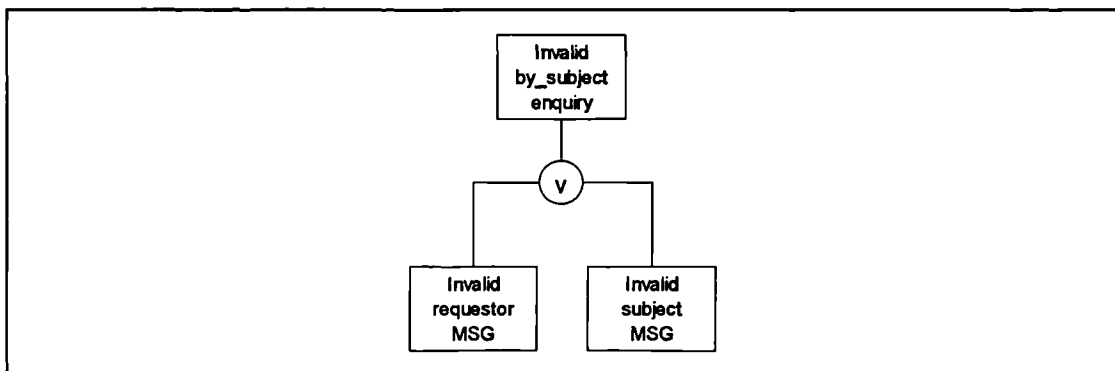 Invalid
by_subject
enquiry
v
Invalid
requestor
MSG
Invalid
subject
MSG